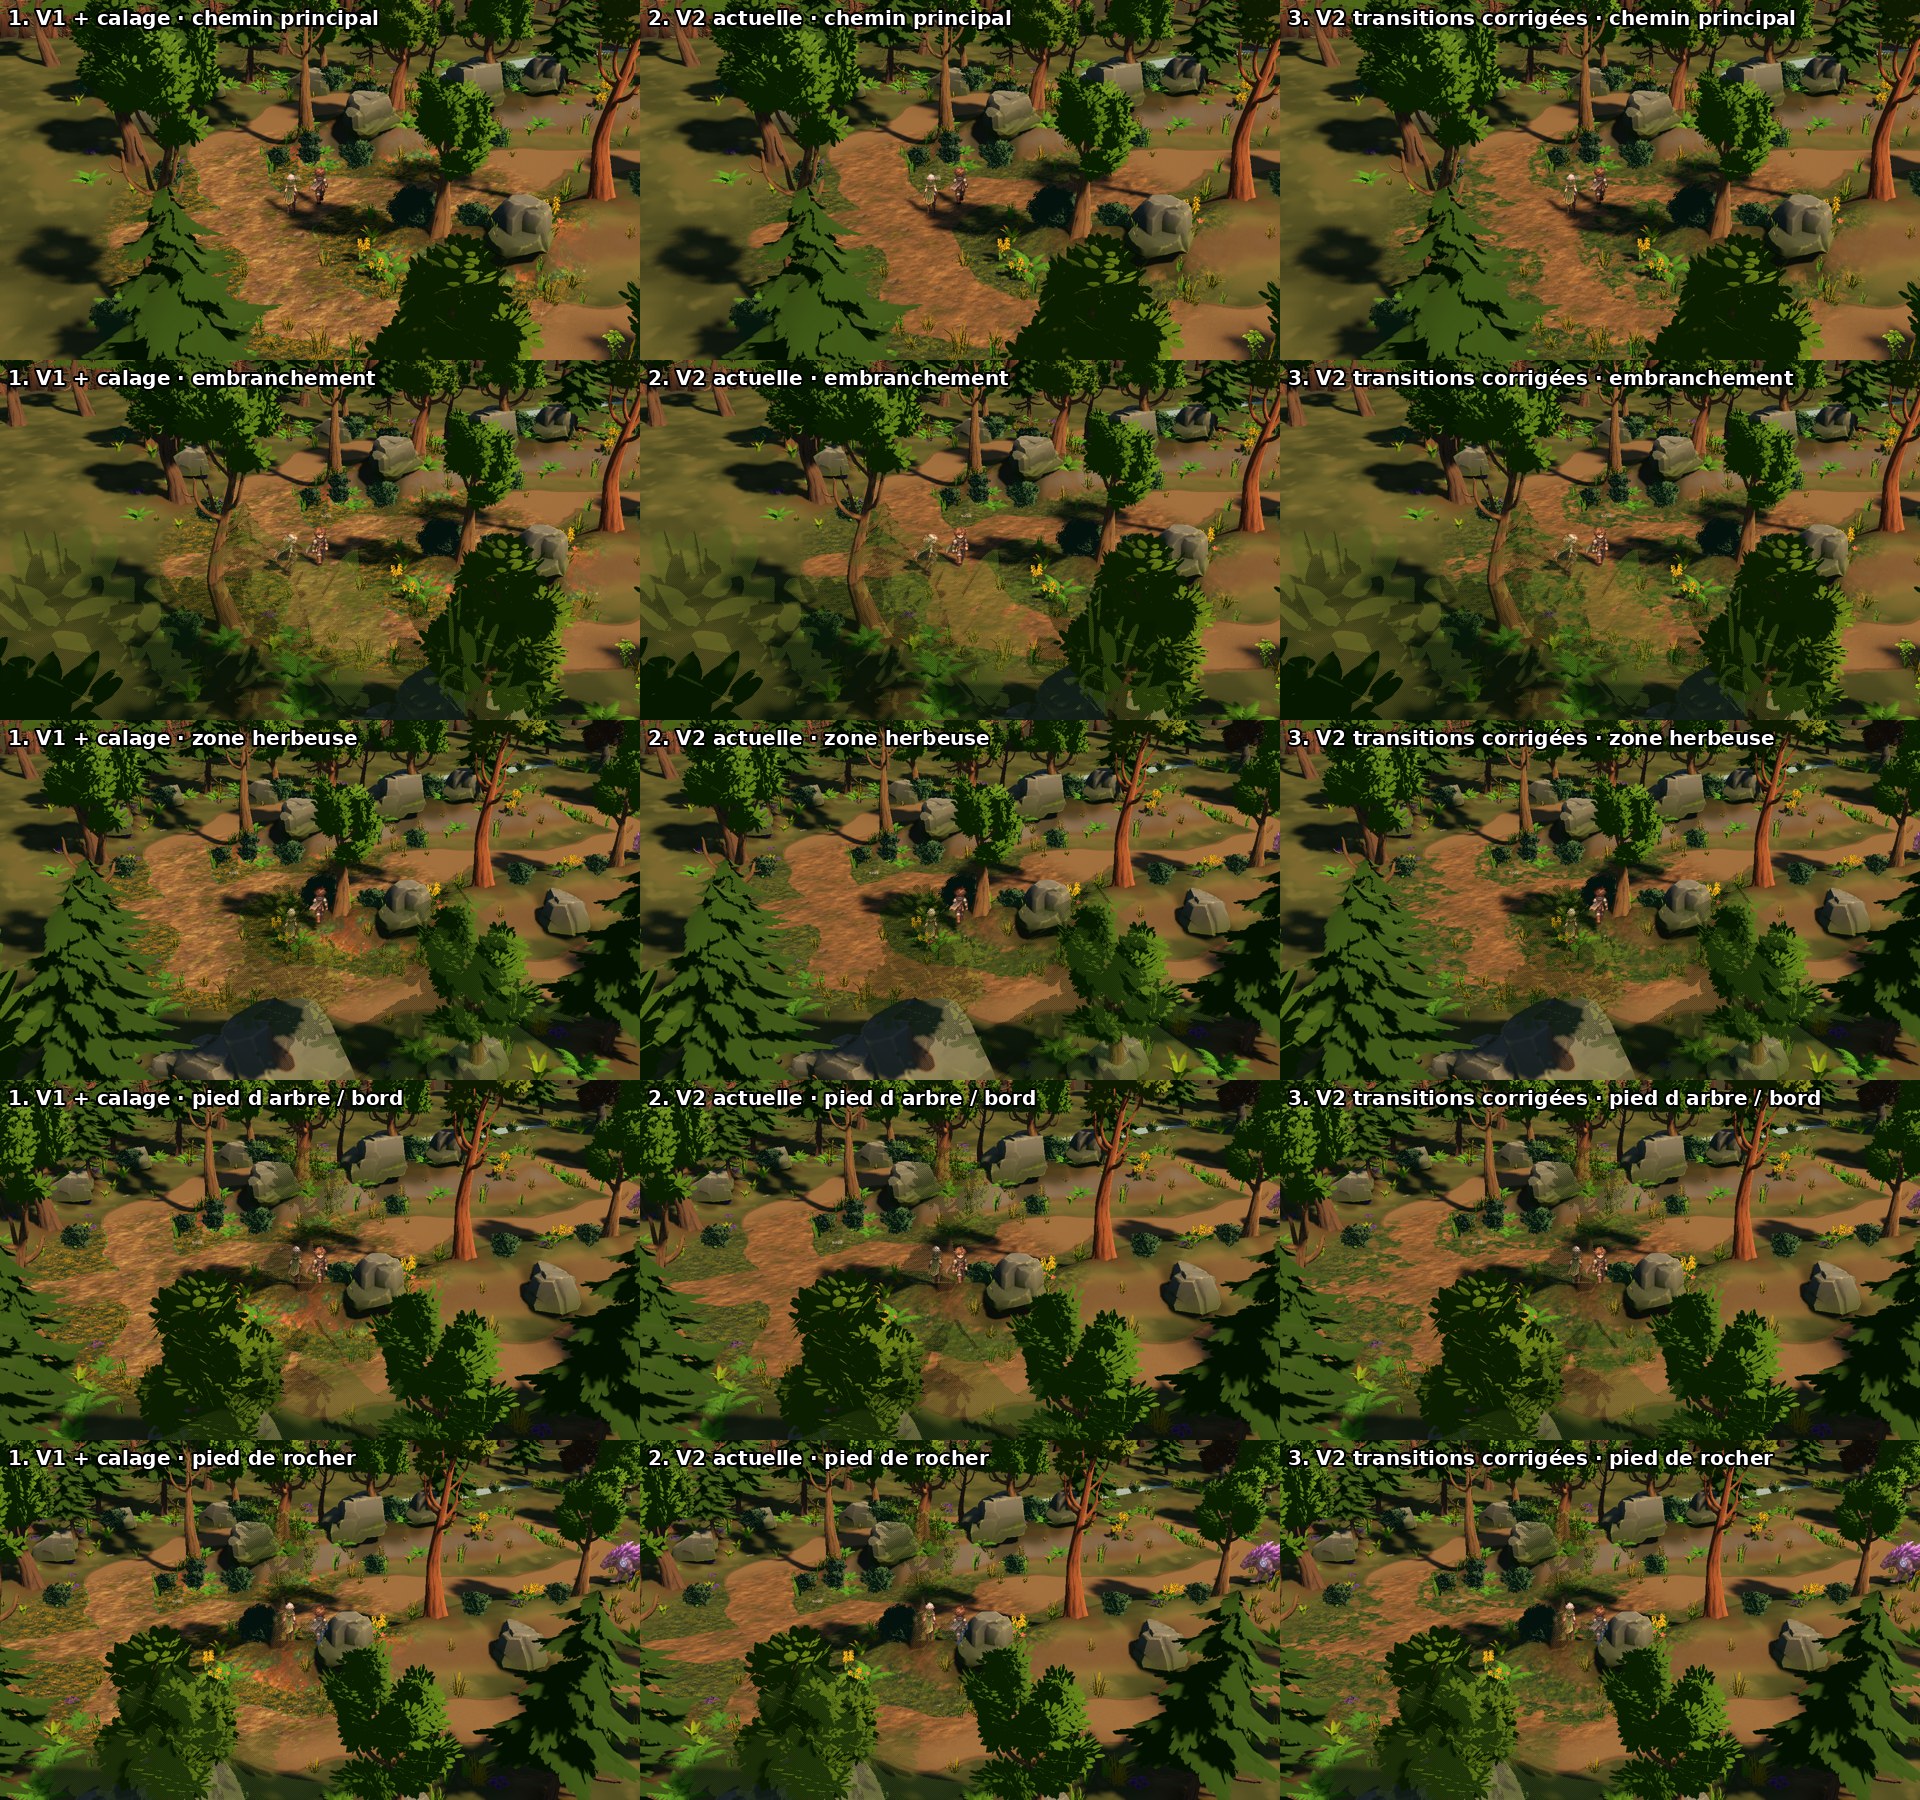 1. V1 + calage · chemin principal
2. V2 actuelle · chemin principal
3. V2 transitions corrigées · chemin principal
1. V1 + calage · embranchement
2. V2 actuelle · embranchement
3. V2 transitions corrigées · embranchement
1. V1 + calage · zone herbeuse
2. V2 actuelle · zone herbeuse
3. V2 transitions corrigées · zone herbeuse
1. V1 + calage · pied d arbre / bord
2. V2 actuelle · pied d arbre / bord
3. V2 transitions corrigées · pied d arbre / bord
1. V1 + calage · pied de rocher
2. V2 actuelle · pied de rocher
3. V2 transitions corrigées · pied de rocher